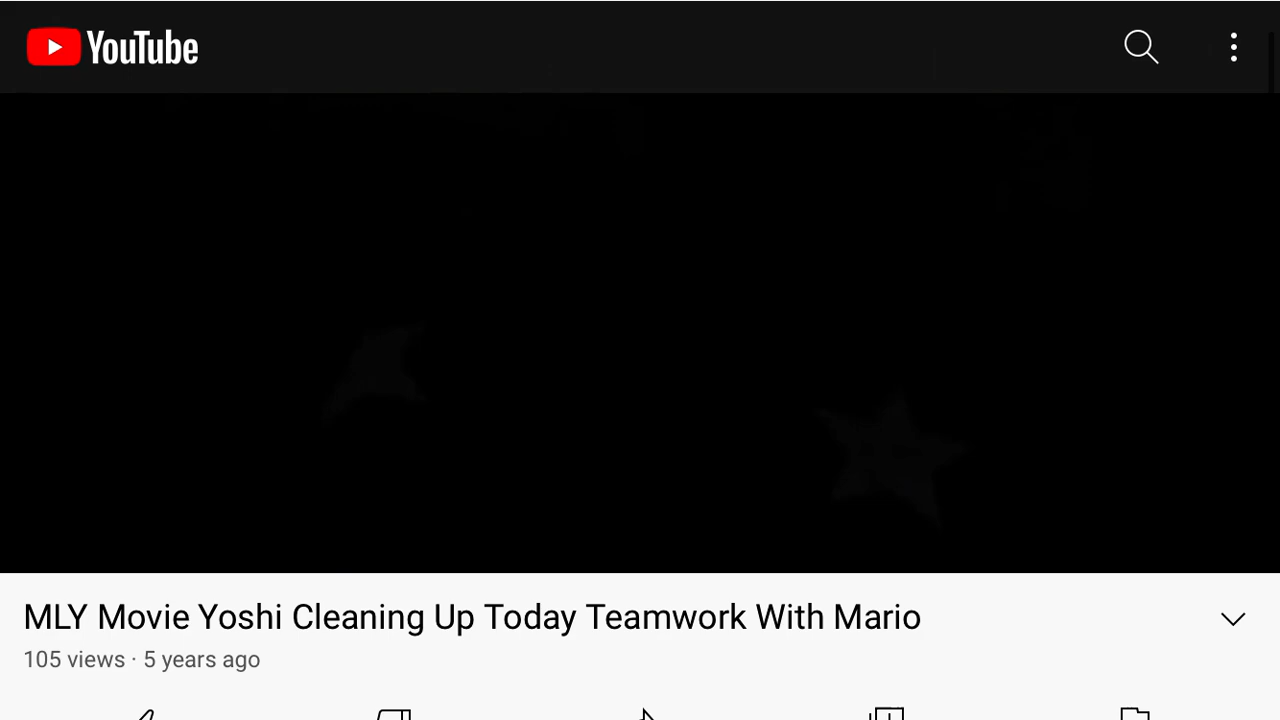 YouTube
MLY Movie Yoshi Cleaning Up Today Teamwork With Mario
105 views · 5 years ago